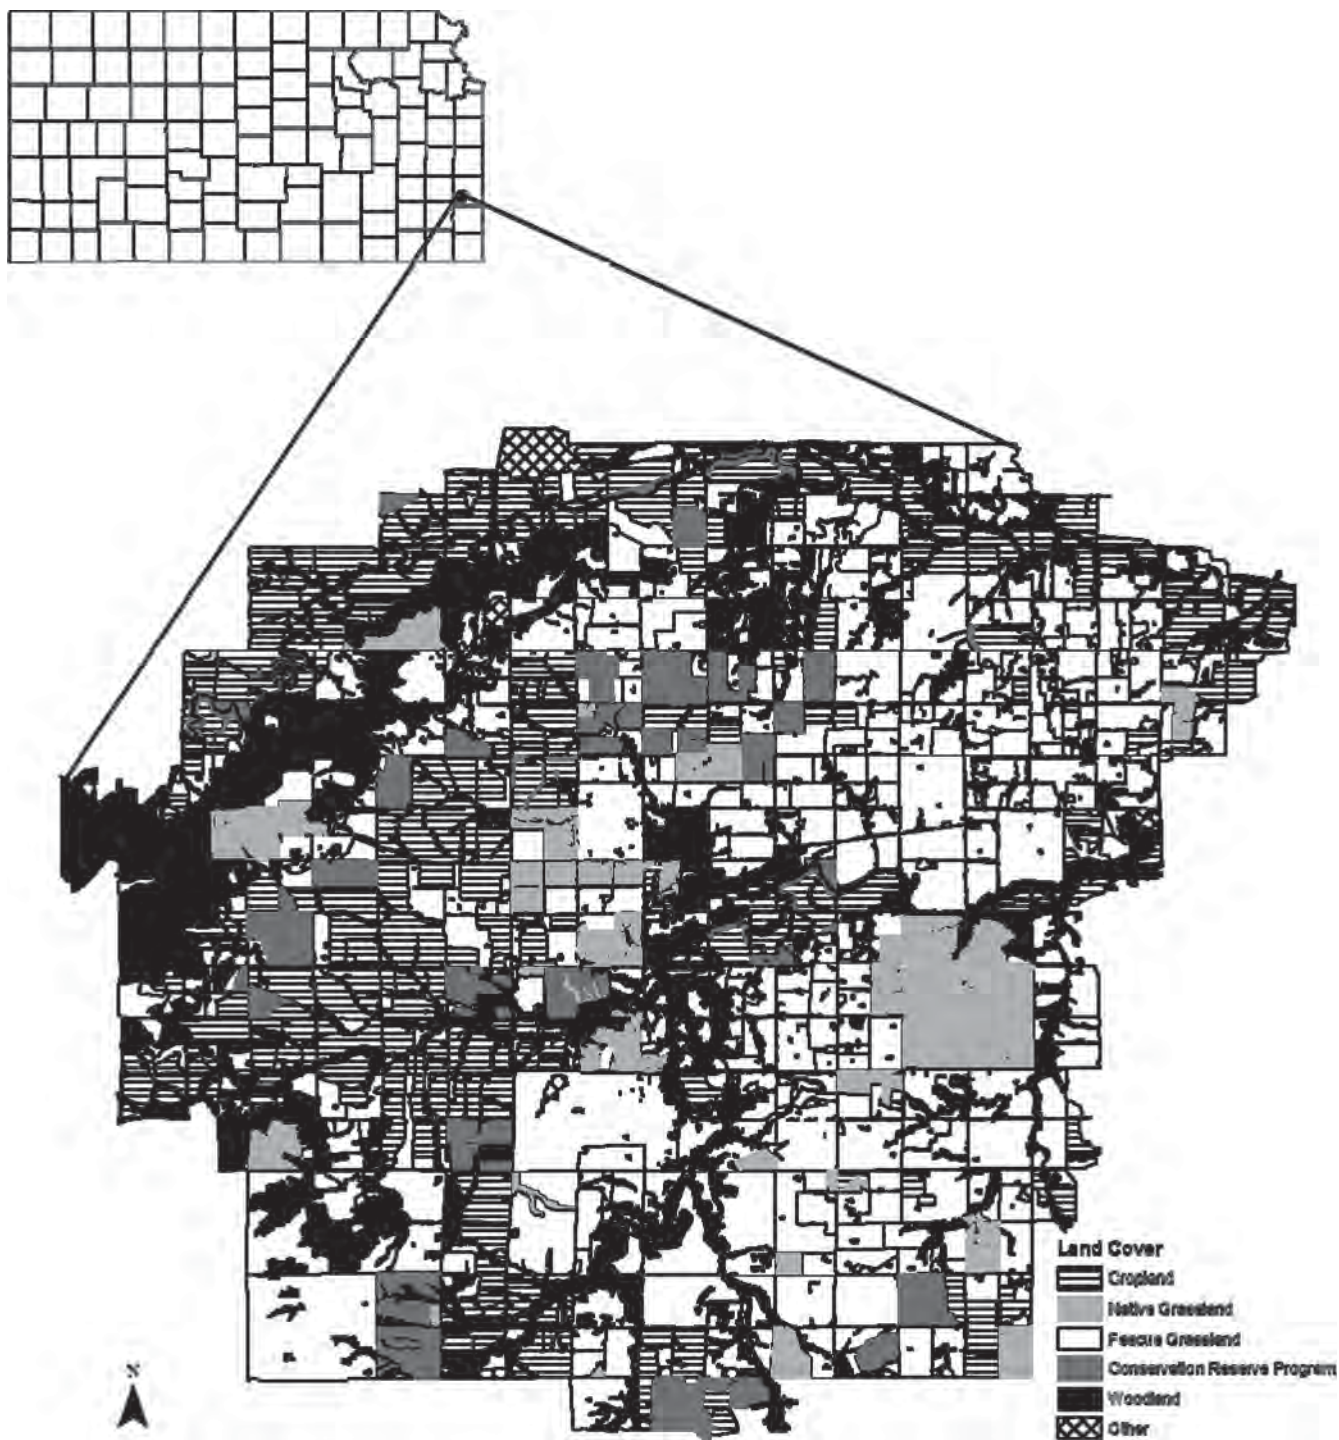 Land Cover
Cropland
Native Grassland
Fescue Grassland
Conservation Reserve Program
Woodland
Other
N